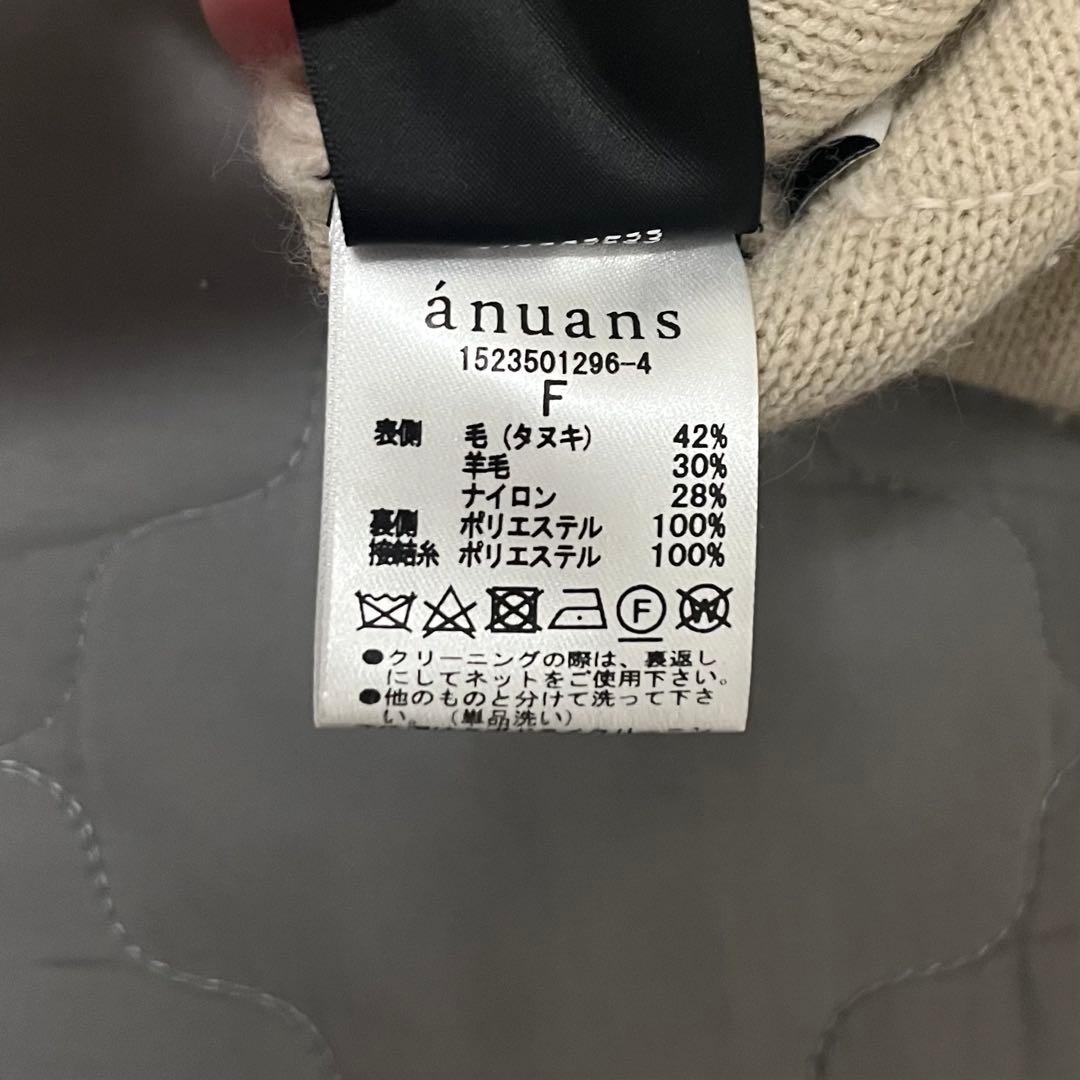 ánuans
1523501296-4
F
表側 毛(タヌキ) 42%
羊毛 30%
ナイロン 28%
裏側 ポリエステル 100%
接結糸 ポリエステル 100%
F W
●クリーニングの際は、裏返し
にしてネットをご使用下さい。
●他のものと分けて洗って下さ
い。(単品洗い)